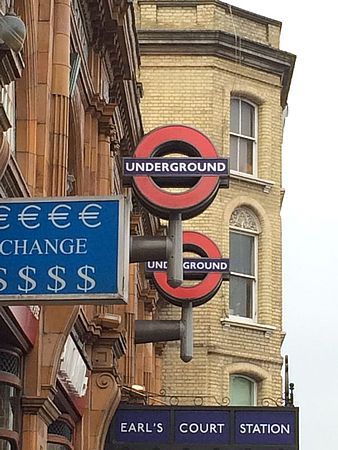 UNDERGROUND
UNDERGROUND
€€€€
CHANGE
$$$$
EARL'S COURT STATION